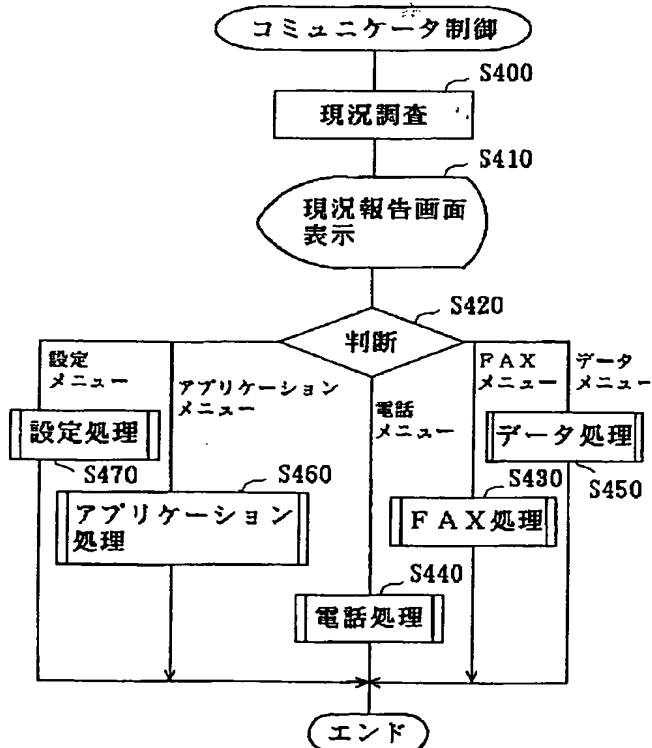 コミュニケータ制御
S400
現況調査
S410
現況報告画面
表示
S420
判断
設定
メニュー
アプリケーション
メニュー
電話
メニュー
ＦＡＸ
メニュー
データ
メニュー
設定処理
S470
データ処理
S450
S460
アプリケーション
処理
S430
ＦＡＸ処理
S440
電話処理
エンド